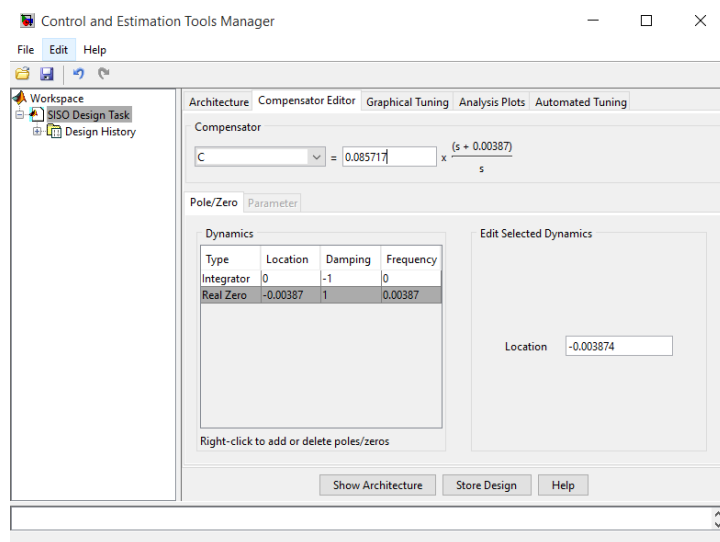 Control and Estimation Tools Manager
File Edit Help
Workspace
SISO Design Task
Design History
Architecture Compensator Editor Graphical Tuning Analysis Plots Automated Tuning
Compensator
C = 0.085717 x (s + 0.00387)
s
Pole/Zero Parameter
Dynamics
Type Location Damping Frequency
Integrator 0 -1 0
Real Zero -0.00387 1 0.00387
Right-click to add or delete poles/zeros
Edit Selected Dynamics
Location -0.003874
Show Architecture Store Design Help